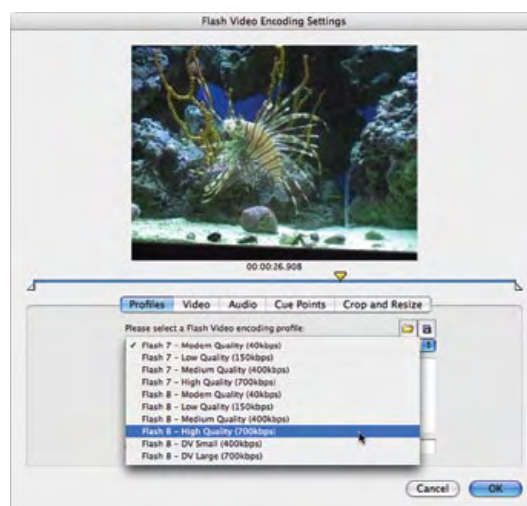 Flash Video Encoding Settings
00:00:26.908
Profiles Video Audio Cue Points Crop and Resize
Please select a Flash Video encoding profile:
✓ Flash 7 - Modem Quality (40kbps)
Flash 7 - Low Quality (150kbps)
Flash 7 - Medium Quality (400kbps)
Flash 7 - High Quality (700kbps)
Flash 8 - Modem Quality (40kbps)
Flash 8 - Low Quality (150kbps)
Flash 8 - Medium Quality (400kbps)
Flash 8 - High Quality (700kbps)
Flash 8 - DV Small (400kbps)
Flash 8 - DV Large (700kbps)
Cancel OK